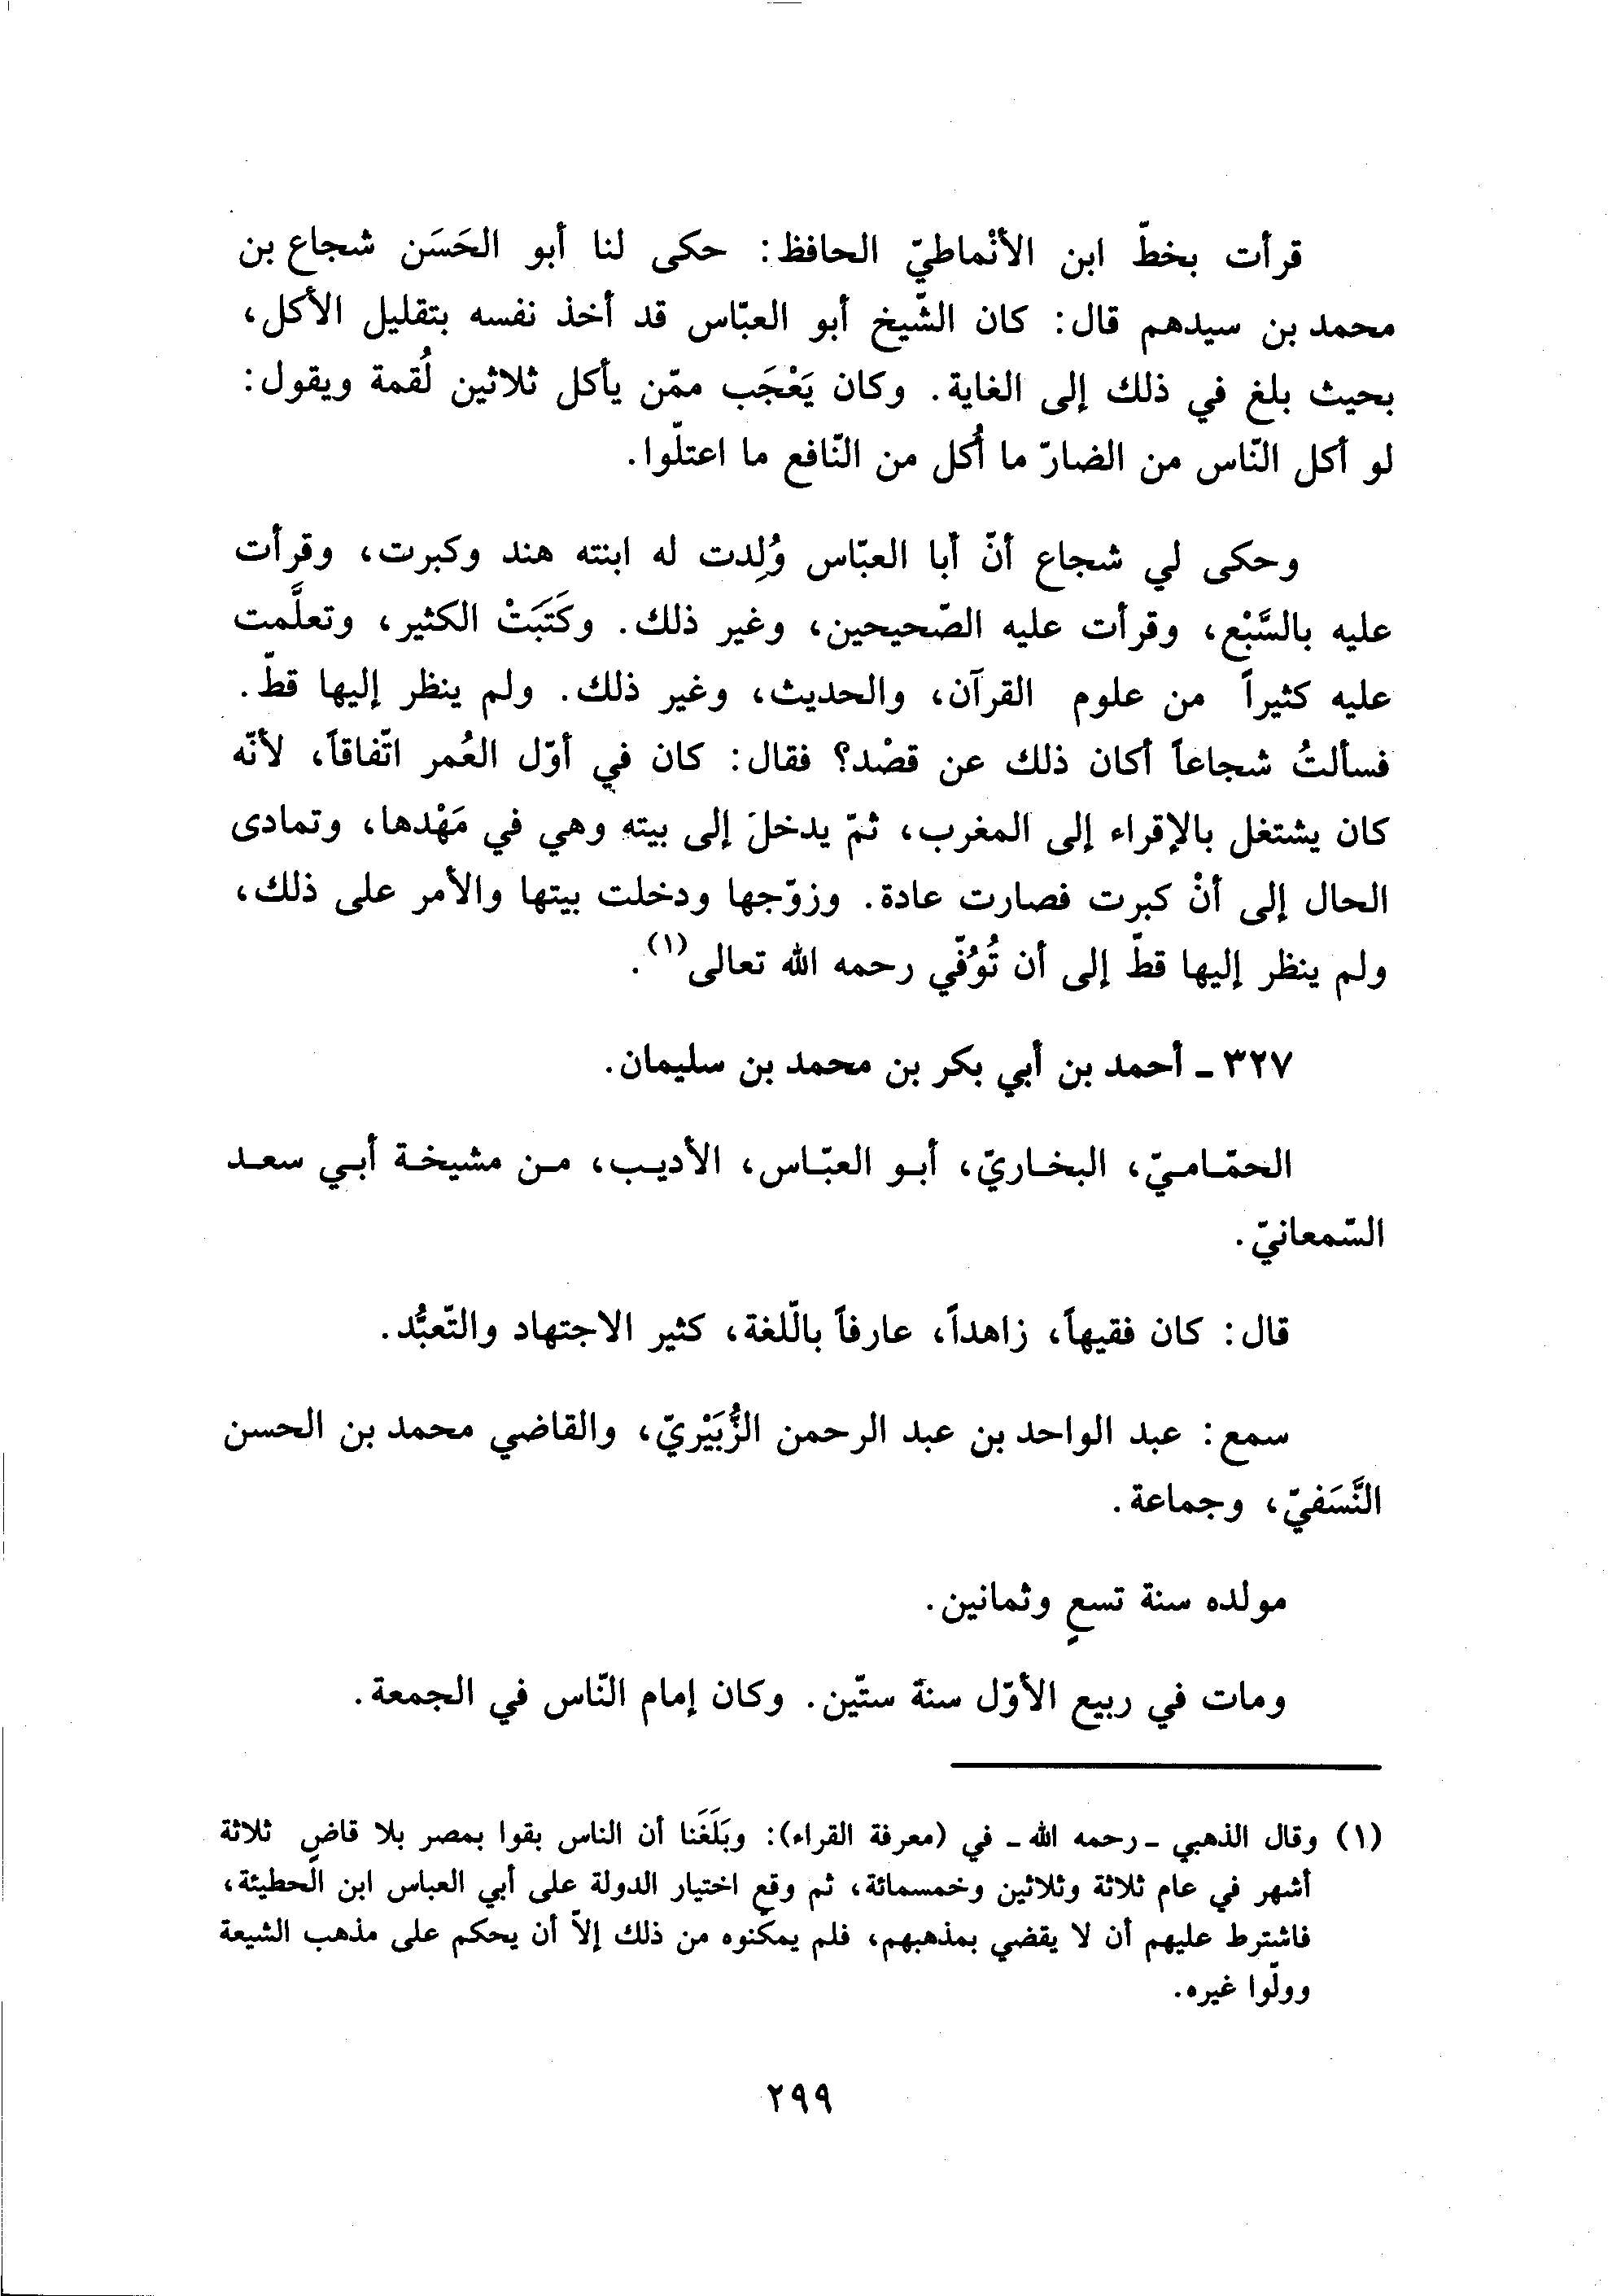 قرأت بخطّ ابن الأنْماطيّ الحافظ: حكى لنا أبو الحَسَن شجاع بن
محمد بن سيدهم قال: كان الشّيخ أبو العبّاس قد أخذ نفسه بتقليل الأكل،
بحيث بلغ في ذلك إلى الغاية. وكان يَعْجَب ممّن يأكل ثلاثين لُقمة ويقول:
لو أكل النّاس من الضارّ ما أُكل من النّافع ما اعتلّوا.
وحكى لي شجاع أنّ أبا العبّاس وُلِدت له ابنته هند وكبرت، وقرأت
عليه بالسَّبْع، وقرأت عليه الصّحيحين، وغير ذلك. وكَتَبَتْ الكثير، وتعلَّمت
عليه كثيراً من علوم القرآن، والحديث، وغير ذلك. ولم ينظر إليها قطّ.
فسألتُ شجاعاً أكان ذلك عن قصْد؟ فقال: كان في أوّل العُمر اتّفاقاً، لأنّه
كان يشتغل بالإقراء إلى المغرب، ثمّ يدخل إلى بيته وهي في مَهْدها، وتمادى
الحال إلى أنْ كبرت فصارت عادة. وزوّجها ودخلت بيتها والأمر على ذلك،
ولم ينظر إليها قطّ إلى أن تُوُفّي رحمه الله تعالى(١).
٣٢٧ ـ أحمد بن أبي بكر بن محمد بن سليمان.
الحمّاميّ، البخاريّ، أبو العبّاس، الأديب، من مشيخة أبي سعد
السّمعانيّ.
قال: كان فقيهاً، زاهداً، عارفاً باللّغة، كثير الاجتهاد والتّعبُّد.
سمع: عبد الواحد بن عبد الرحمن الزُّبَيْريّ، والقاضي محمد بن الحسن
النَّسَفيّ، وجماعة.
مولده سنة تسعٍ وثمانين.
ومات في ربيع الأوّل سنة ستّين. وكان إمام النّاس في الجمعة.
(١) وقال الذهبي ـ رحمه الله ـ في (معرفة القراء): وبَلَغَنا أن الناس بقوا بمصر بلا قاضٍ ثلاثة
أشهر في عام ثلاثة وثلاثين وخمسمائة، ثم وقع اختيار الدولة على أبي العباس ابن الحطيئة،
فاشترط عليهم أن لا يقضي بمذهبهم، فلم يمكّنوه من ذلك إلاّ أن يحكم على مذهب الشيعة
وولّوا غيره.
٢٩٩